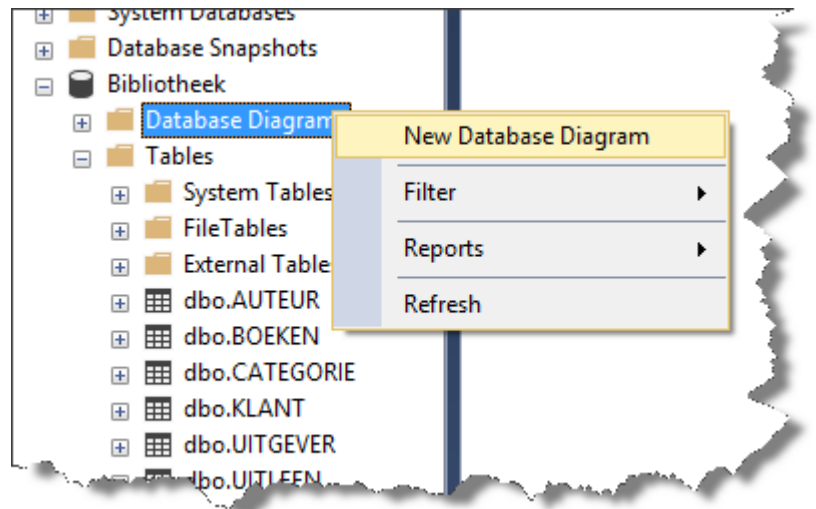 System Databases
Database Snapshots
Bibliotheek
Database Diagram
New Database Diagram
Tables
System Tables
Filter
FileTables
Reports
External Table
dbo.AUTEUR
Refresh
dbo.BOEKEN
dbo.CATEGORIE
dbo.KLANT
dbo.UITGEVER
dbo.UITLEEN